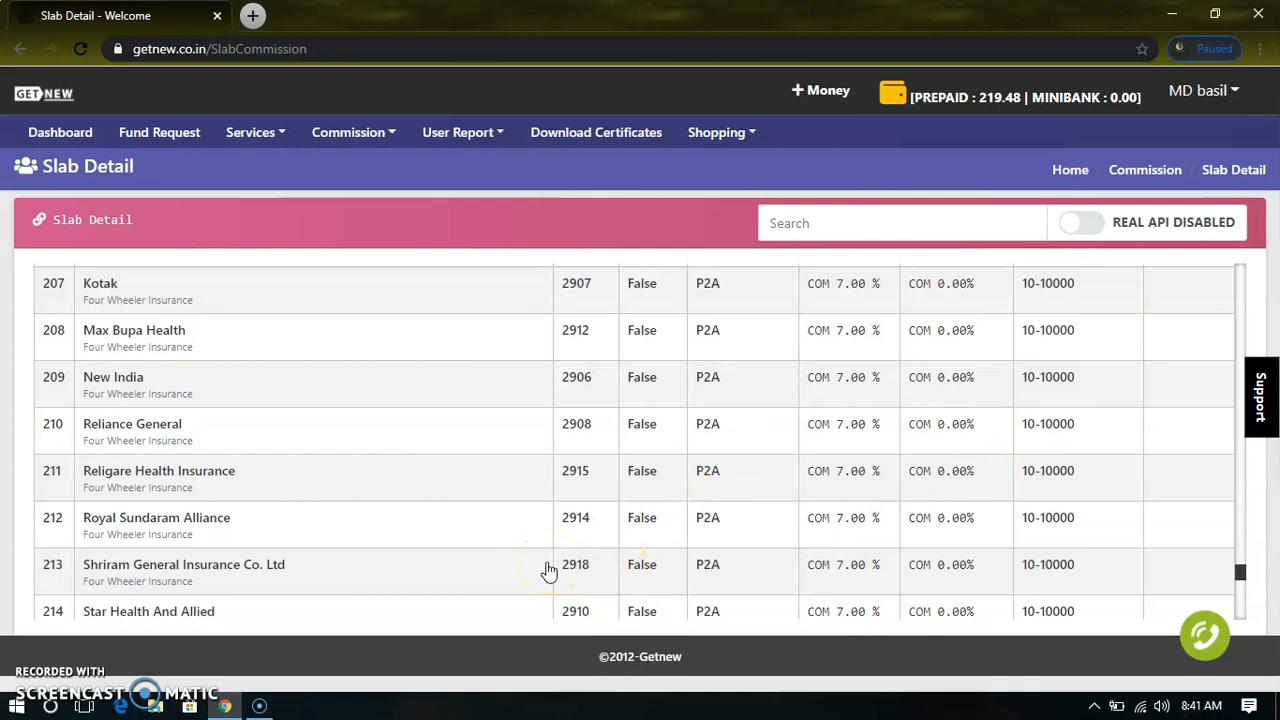 Slab Detail - Welcome
getnew.co.in/SlabCommission
Paused
GET NEW
+ Money
[PREPAID : 219.48 | MINIBANK : 0.00]
MD basil
Dashboard Fund Request Services Commission User Report Download Certificates Shopping
Slab Detail
Home / Commission / Slab Detail
Slab Detail
Search
REAL API DISABLED
207 Kotak 2907 False P2A COM 7.00 % COM 0.00% 10-10000
Four Wheeler Insurance
208 Max Bupa Health 2912 False P2A COM 7.00 % COM 0.00% 10-10000
Four Wheeler Insurance
209 New India 2906 False P2A COM 7.00 % COM 0.00% 10-10000
Four Wheeler Insurance
210 Reliance General 2908 False P2A COM 7.00 % COM 0.00% 10-10000
Four Wheeler Insurance
211 Religare Health Insurance 2915 False P2A COM 7.00 % COM 0.00% 10-10000
Four Wheeler Insurance
212 Royal Sundaram Alliance 2914 False P2A COM 7.00 % COM 0.00% 10-10000
Four Wheeler Insurance
213 Shriram General Insurance Co. Ltd 2918 False P2A COM 7.00 % COM 0.00% 10-10000
Four Wheeler Insurance
214 Star Health And Allied 2910 False P2A COM 7.00 % COM 0.00% 10-10000
Support
©2012-Getnew
RECORDED WITH
SCREENCAST MATIC
8:41 AM